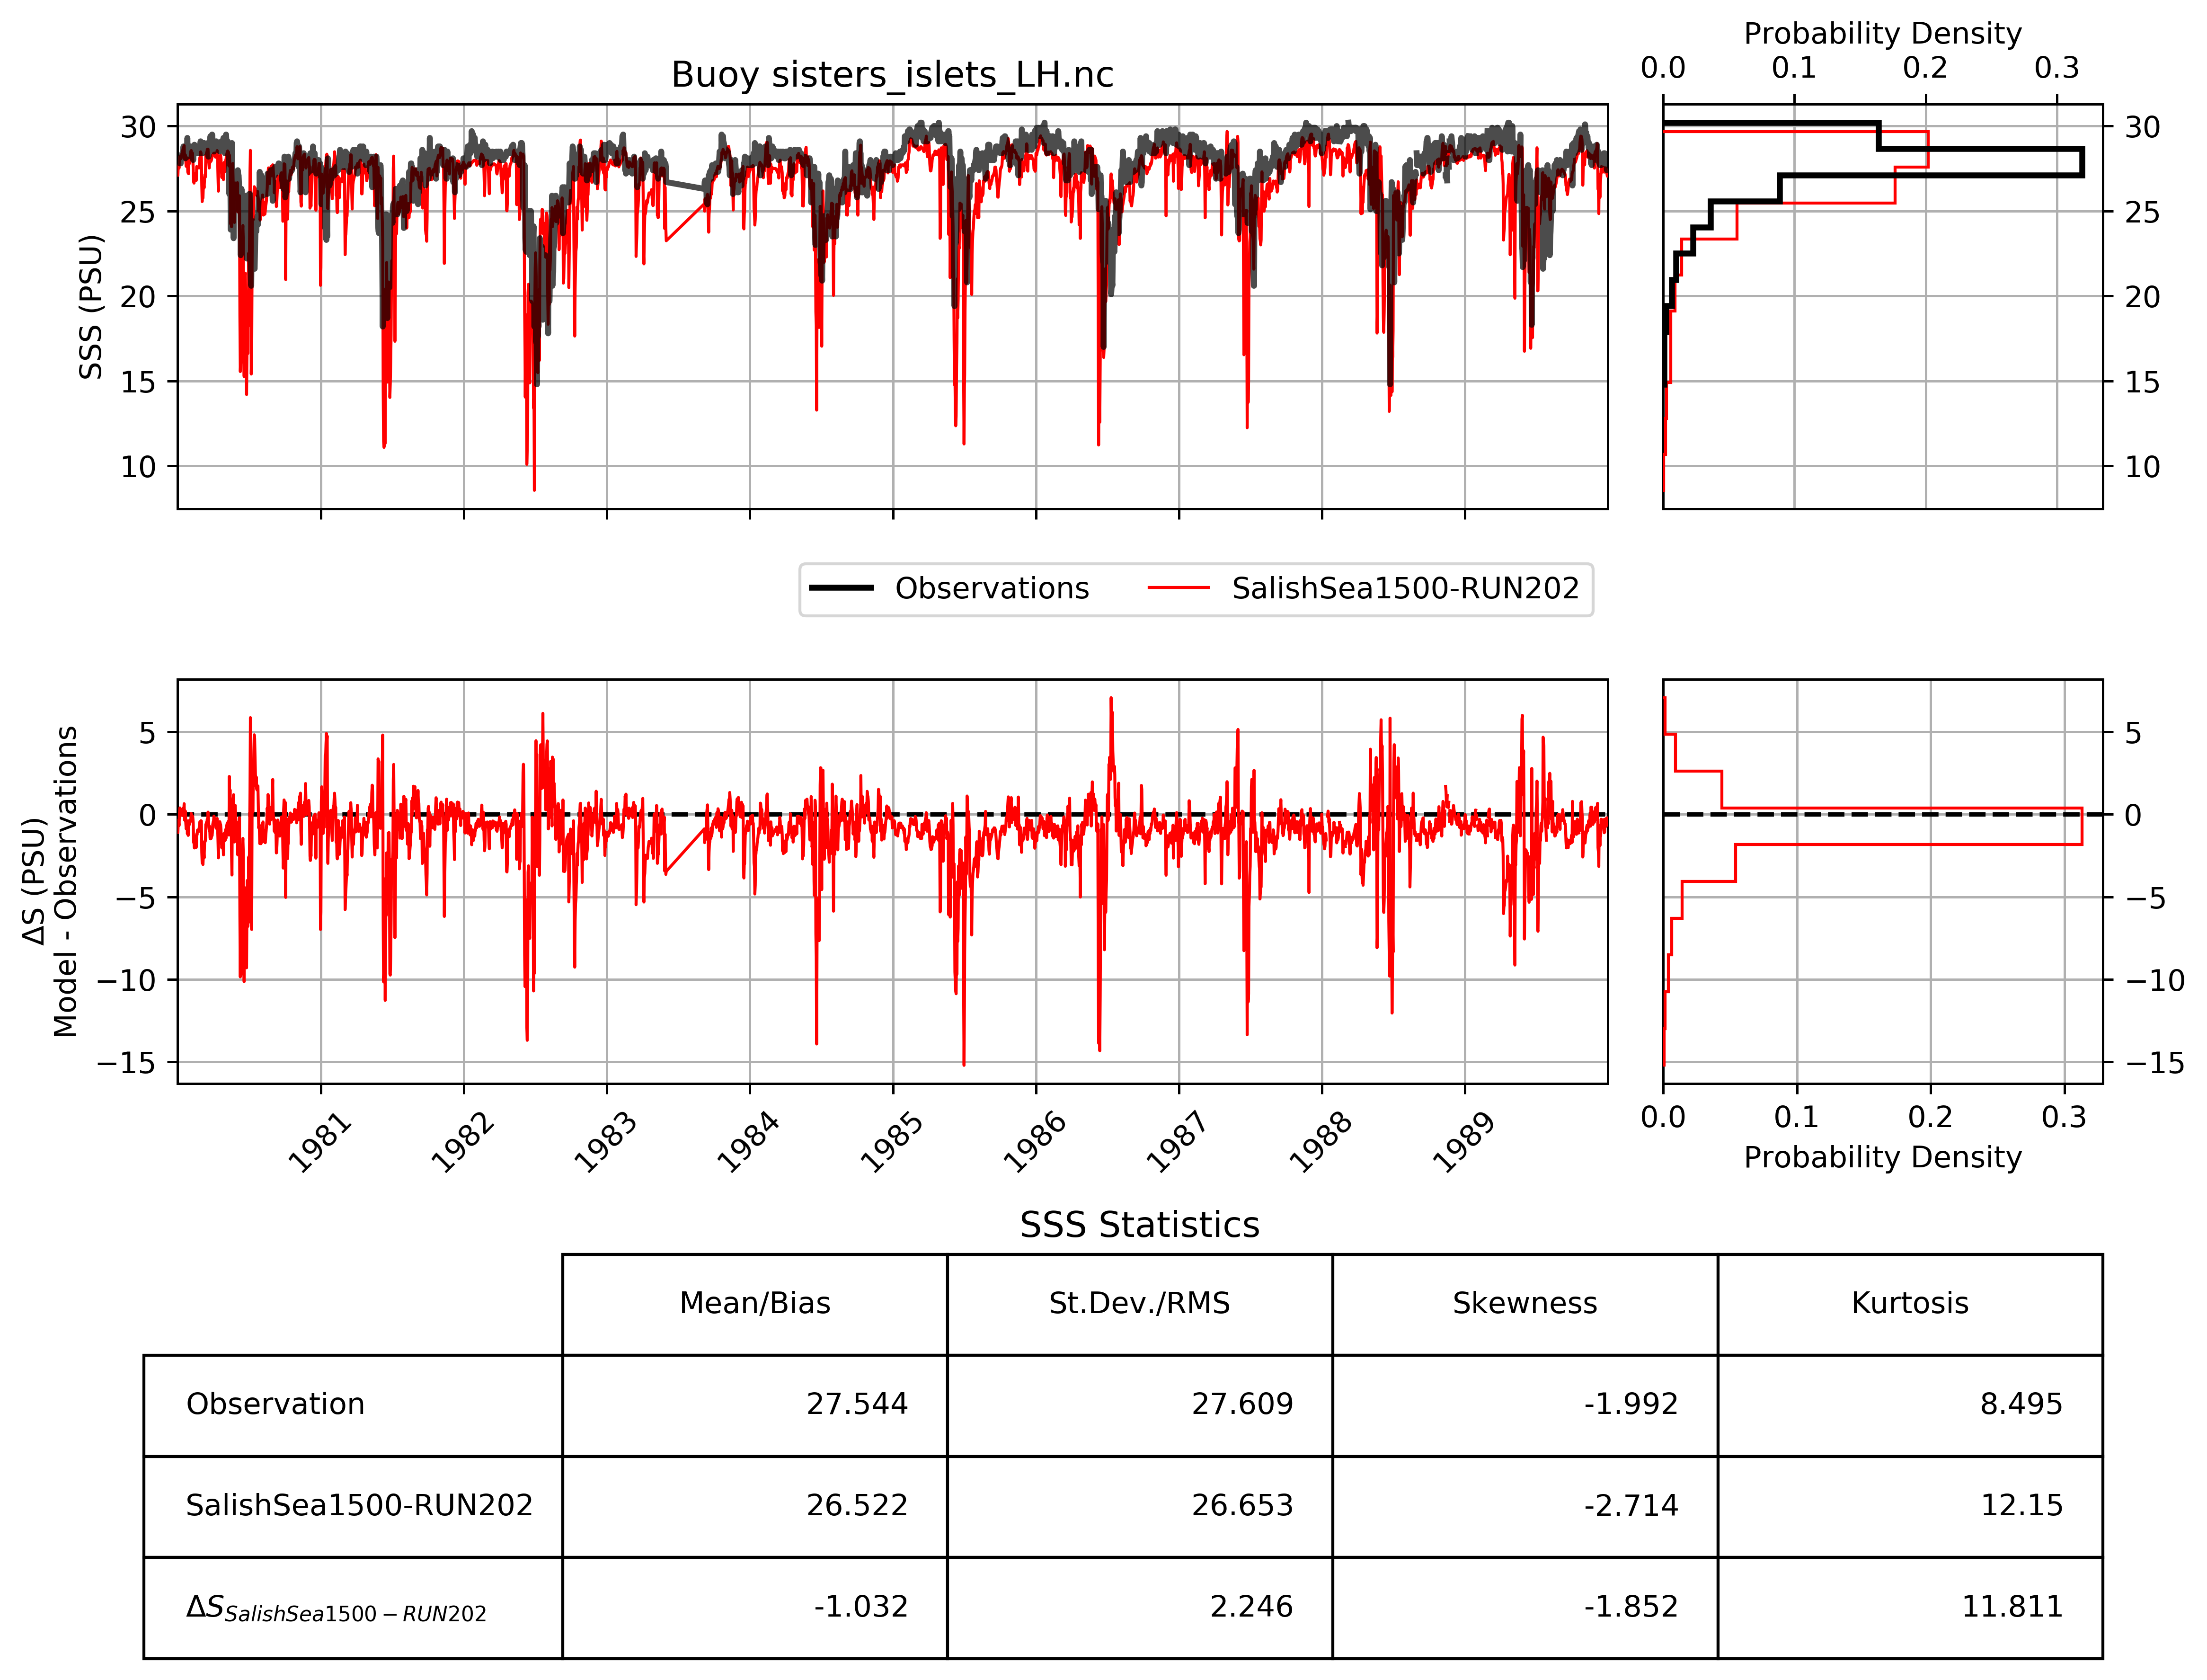 Probability Density
0.0 0.1 0.2 0.3
Buoy sisters_islets_LH.nc
30
25
20
15
10
SSS (PSU)
30
25
20
15
10
Observations SalishSea1500-RUN202
5
0
−5
−10
−15
ΔS (PSU)
Model - Observations
5
0
−5
−10
−15
1981 1982 1983 1984 1985 1986 1987 1988 1989
0.0 0.1 0.2 0.3
Probability Density
SSS Statistics
Mean/Bias St.Dev./RMS Skewness Kurtosis
Observation 27.544 27.609 -1.992 8.495
SalishSea1500-RUN202 26.522 26.653 -2.714 12.15
ΔS SalishSea1500−RUN202 -1.032 2.246 -1.852 11.811